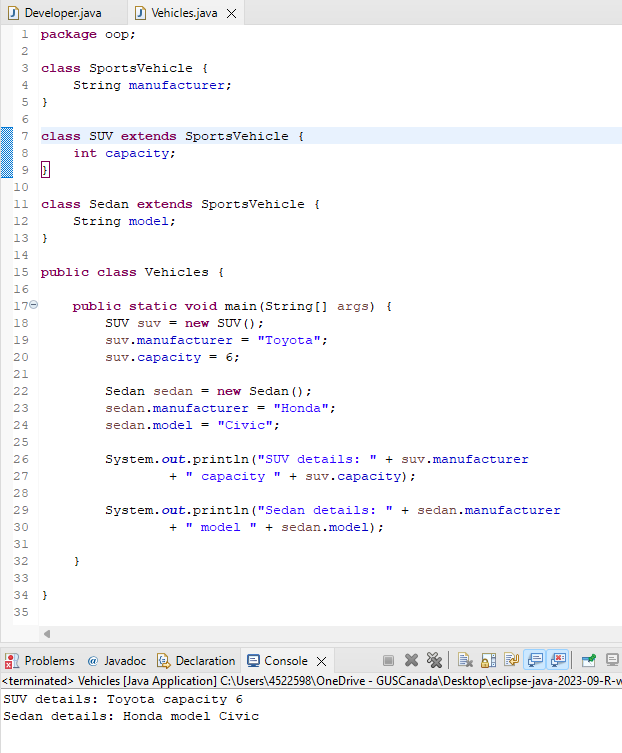 Developer.java Vehicles.java
1 package oop;
2
3 class SportsVehicle {
4 String manufacturer;
5 }
6
7 class SUV extends SportsVehicle {
8 int capacity;
9 }
10
11 class Sedan extends SportsVehicle {
12 String model;
13 }
14
15 public class Vehicles {
16
17 public static void main(String[] args) {
18 SUV suv = new SUV();
19 suv.manufacturer = "Toyota";
20 suv.capacity = 6;
21
22 Sedan sedan = new Sedan();
23 sedan.manufacturer = "Honda";
24 sedan.model = "Civic";
25
26 System.out.println("SUV details: " + suv.manufacturer
27 + " capacity " + suv.capacity);
28
29 System.out.println("Sedan details: " + sedan.manufacturer
30 + " model " + sedan.model);
31
32 }
33
34 }
35
Problems @ Javadoc Declaration Console
<terminated> Vehicles [Java Application] C:\Users\4522598\OneDrive - GUSCanada\Desktop\eclipse-java-2023-09-R-w
SUV details: Toyota capacity 6
Sedan details: Honda model Civic